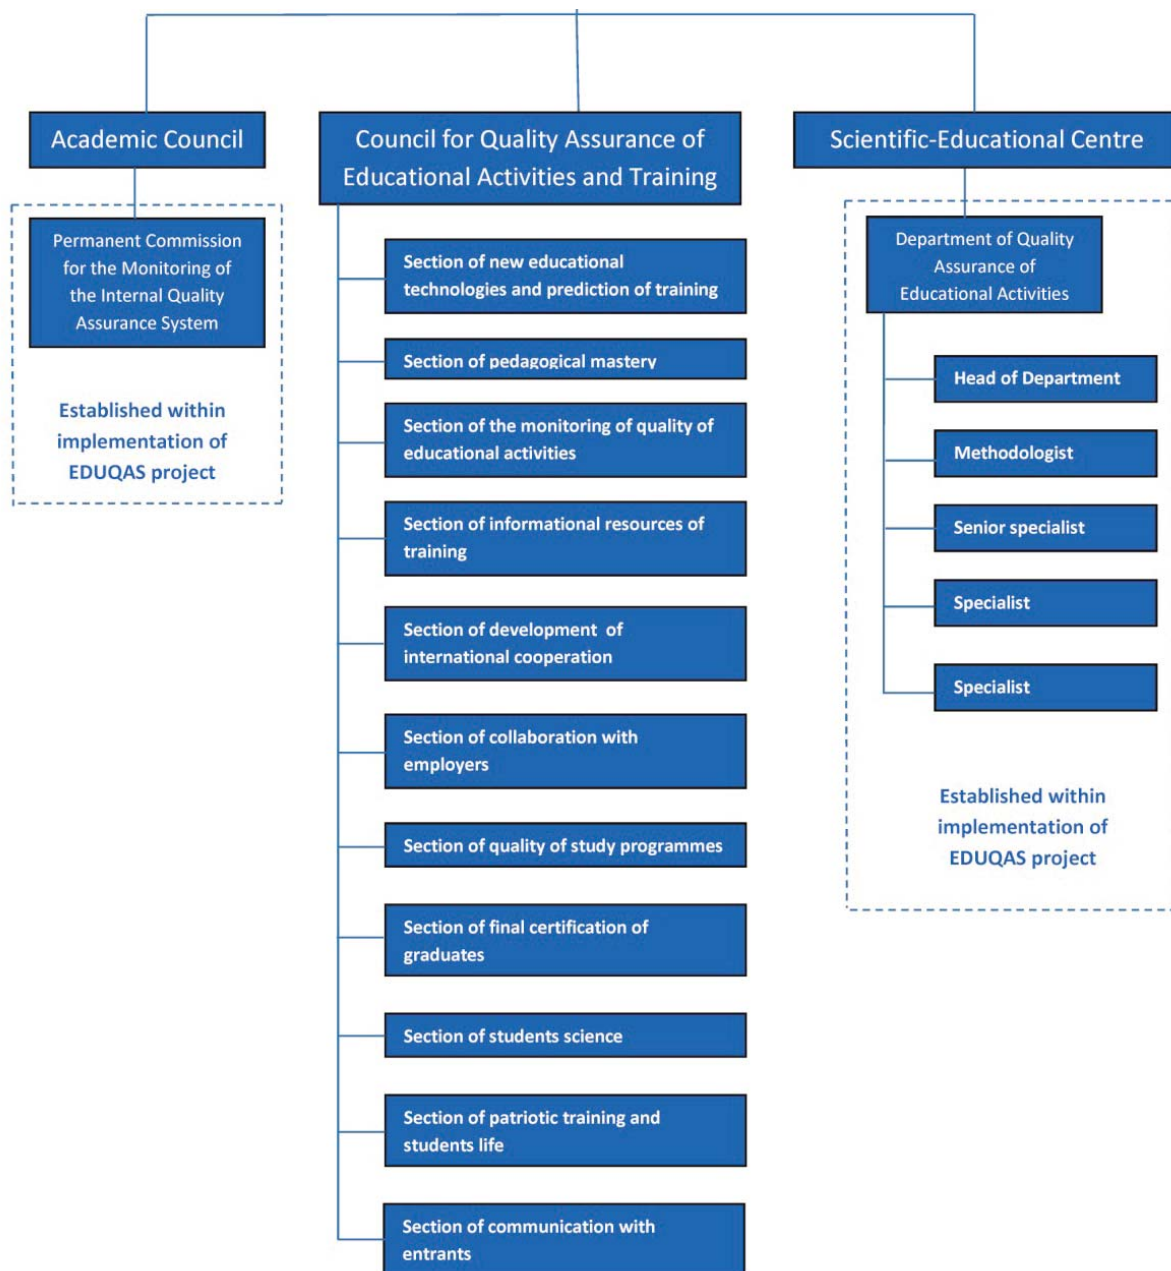 Academic Council
Permanent Commission
for the Monitoring of
the Internal Quality
Assurance System
Established within
implementation of
EDUQAS project
Council for Quality Assurance of
Educational Activities and Training
Section of new educational
technologies and prediction of training
Section of pedagogical mastery
Section of the monitoring of quality of
educational activities
Section of informational resources of
training
Section of development of
international cooperation
Section of collaboration with
employers
Section of quality of study programmes
Section of final certification of
graduates
Section of students science
Section of patriotic training and
students life
Section of communication with
entrants
Scientific-Educational Centre
Department of Quality
Assurance of
Educational Activities
Head of Department
Methodologist
Senior specialist
Specialist
Specialist
Established within
implementation of
EDUQAS project